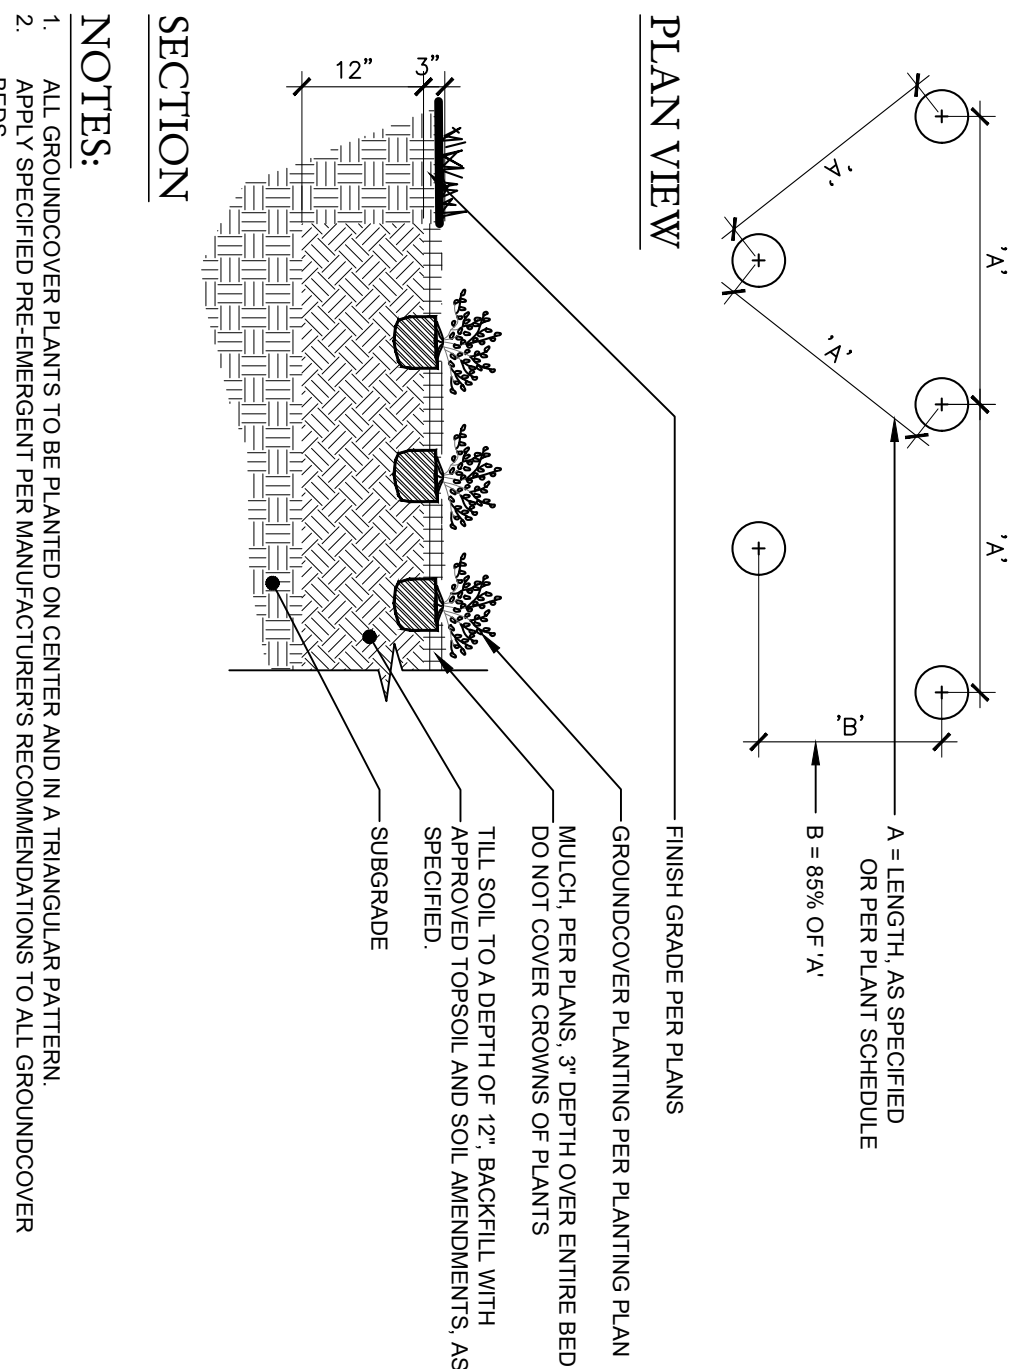 'A'
'A'
'A'
'A'
'B'
A = LENGTH, AS SPECIFIED
OR PER PLANT SCHEDULE
B = 85% OF 'A'
PLAN VIEW
FINISH GRADE PER PLANS
GROUNDCOVER PLANTING PER PLANTING PLAN
MULCH, PER PLANS, 3" DEPTH OVER ENTIRE BED
DO NOT COVER CROWNS OF PLANTS
TILL SOIL TO A DEPTH OF 12", BACKFILL WITH
APPROVED TOPSOIL AND SOIL AMENDMENTS, AS
SPECIFIED.
SUBGRADE
3"
12"
SECTION
NOTES:
1. ALL GROUNDCOVER PLANTS TO BE PLANTED ON CENTER AND IN A TRIANGULAR PATTERN.
2. APPLY SPECIFIED PRE-EMERGENT PER MANUFACTURER'S RECOMMENDATIONS TO ALL GROUNDCOVER